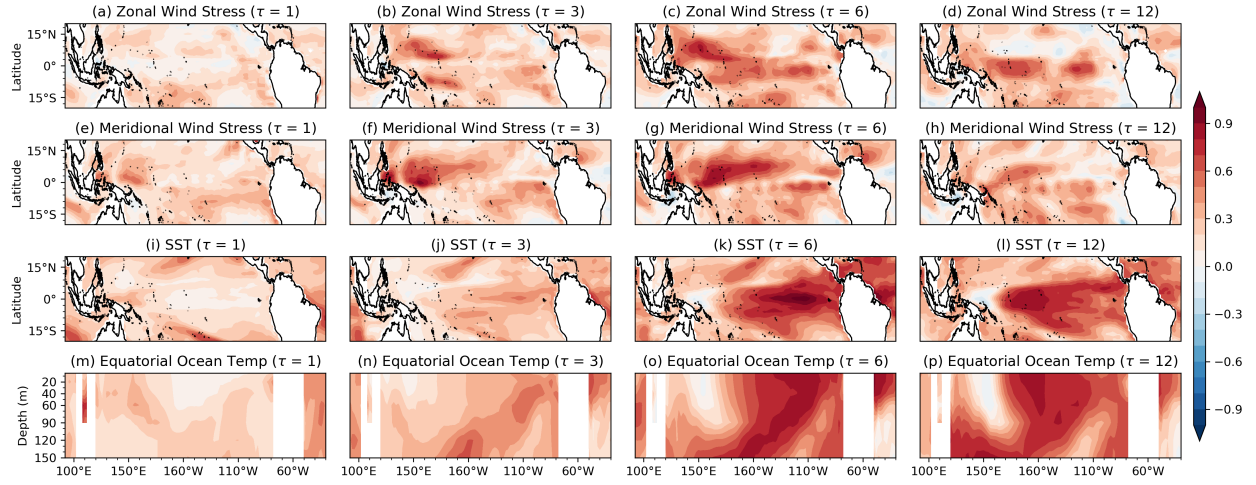 (a) Zonal Wind Stress (τ = 1)
(b) Zonal Wind Stress (τ = 3)
(c) Zonal Wind Stress (τ = 6)
(d) Zonal Wind Stress (τ = 12)
Latitude
15°N
0°
15°S
(e) Meridional Wind Stress (τ = 1)
(f) Meridional Wind Stress (τ = 3)
(g) Meridional Wind Stress (τ = 6)
(h) Meridional Wind Stress (τ = 12)
Latitude
15°N
0°
15°S
(i) SST (τ = 1)
(j) SST (τ = 3)
(k) SST (τ = 6)
(l) SST (τ = 12)
Latitude
15°N
0°
15°S
(m) Equatorial Ocean Temp (τ = 1)
(n) Equatorial Ocean Temp (τ = 3)
(o) Equatorial Ocean Temp (τ = 6)
(p) Equatorial Ocean Temp (τ = 12)
Depth (m)
20
40
60
90
120
150
100°E 150°E 160°W 110°W 60°W
100°E 150°E 160°W 110°W 60°W
100°E 150°E 160°W 110°W 60°W
100°E 150°E 160°W 110°W 60°W
0.9
0.6
0.3
0.0
−0.3
−0.6
−0.9